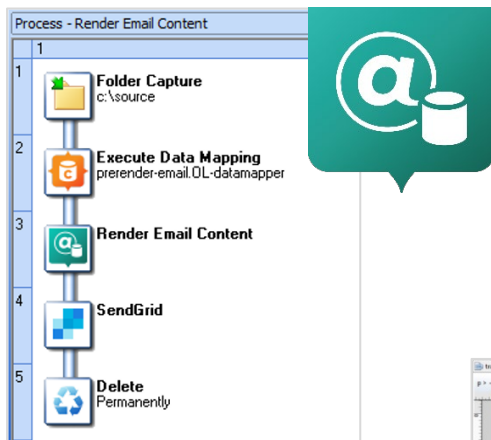 Process - Render Email Content
1
1
Folder Capture
c:\source
2
Execute Data Mapping
prerender-email.OL-datamapper
3
Render Email Content
4
SendGrid
5
Delete
Permanently